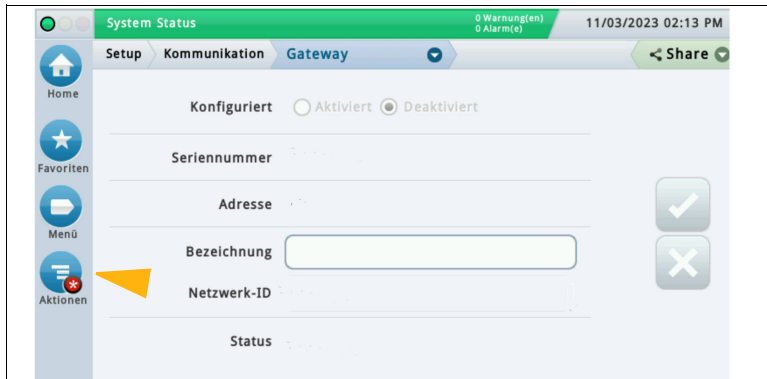 System Status
0 Warnung(en)
0 Alarm(e)
11/03/2023 02:13 PM
Setup Kommunikation Gateway
Share
Home
Favoriten
Menü
Aktionen
Konfiguriert Aktiviert Deaktiviert
Seriennummer
Adresse
Bezeichnung
Netzwerk-ID
Status